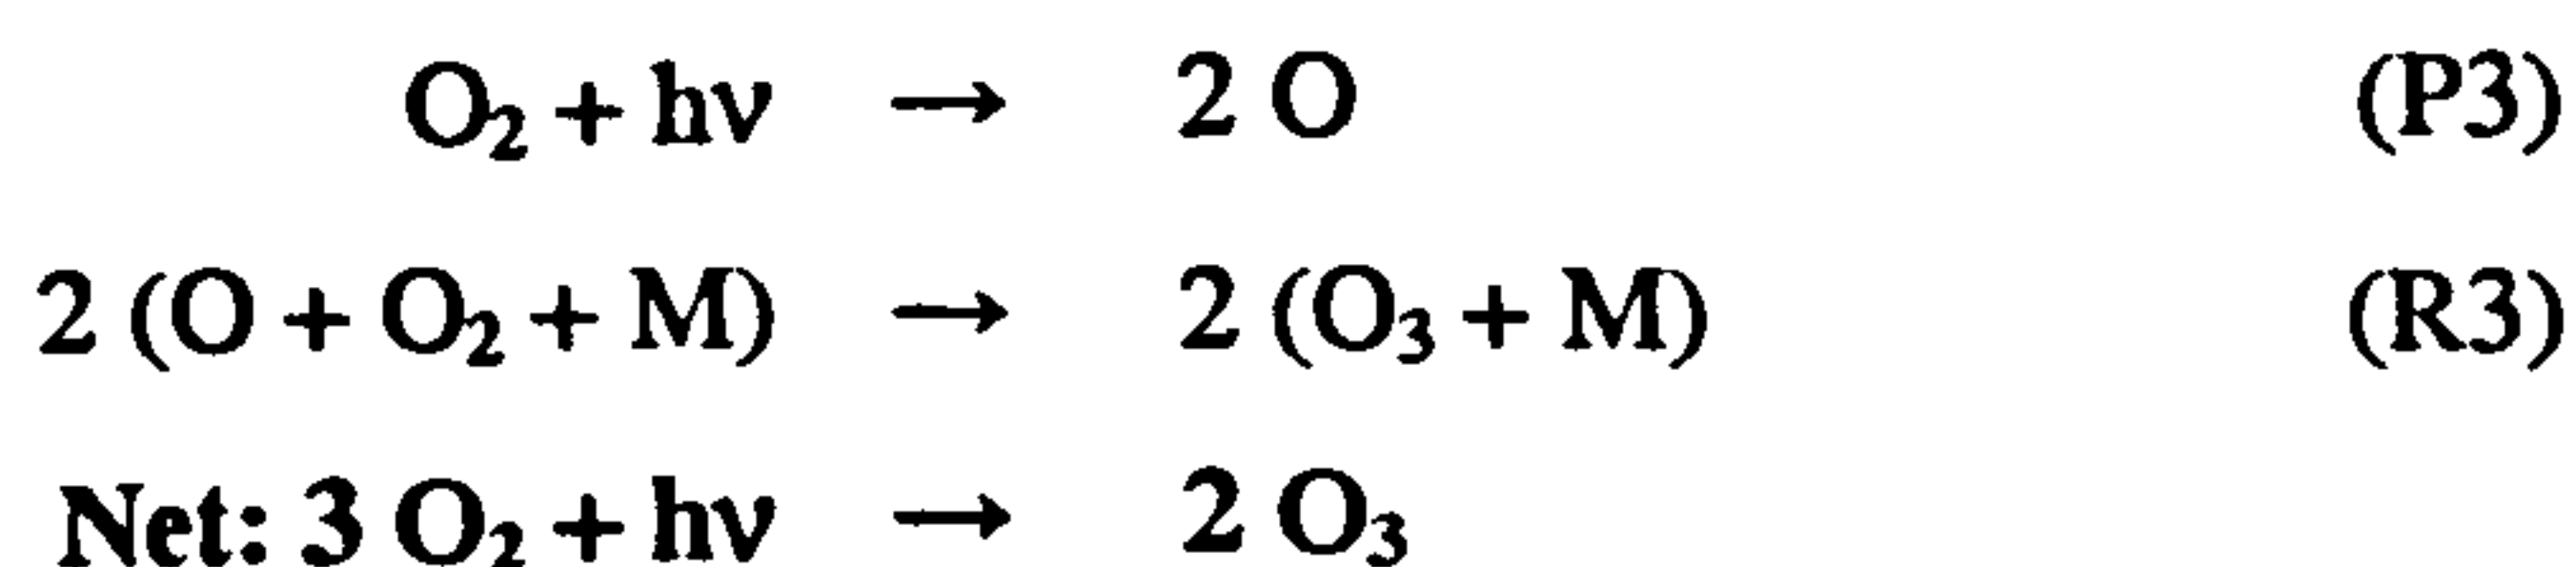 O₂ + hν → 2 O (P3)
2 (O + O₂ + M) → 2 (O₃ + M) (R3)
Net: 3 O₂ + hν → 2 O₃